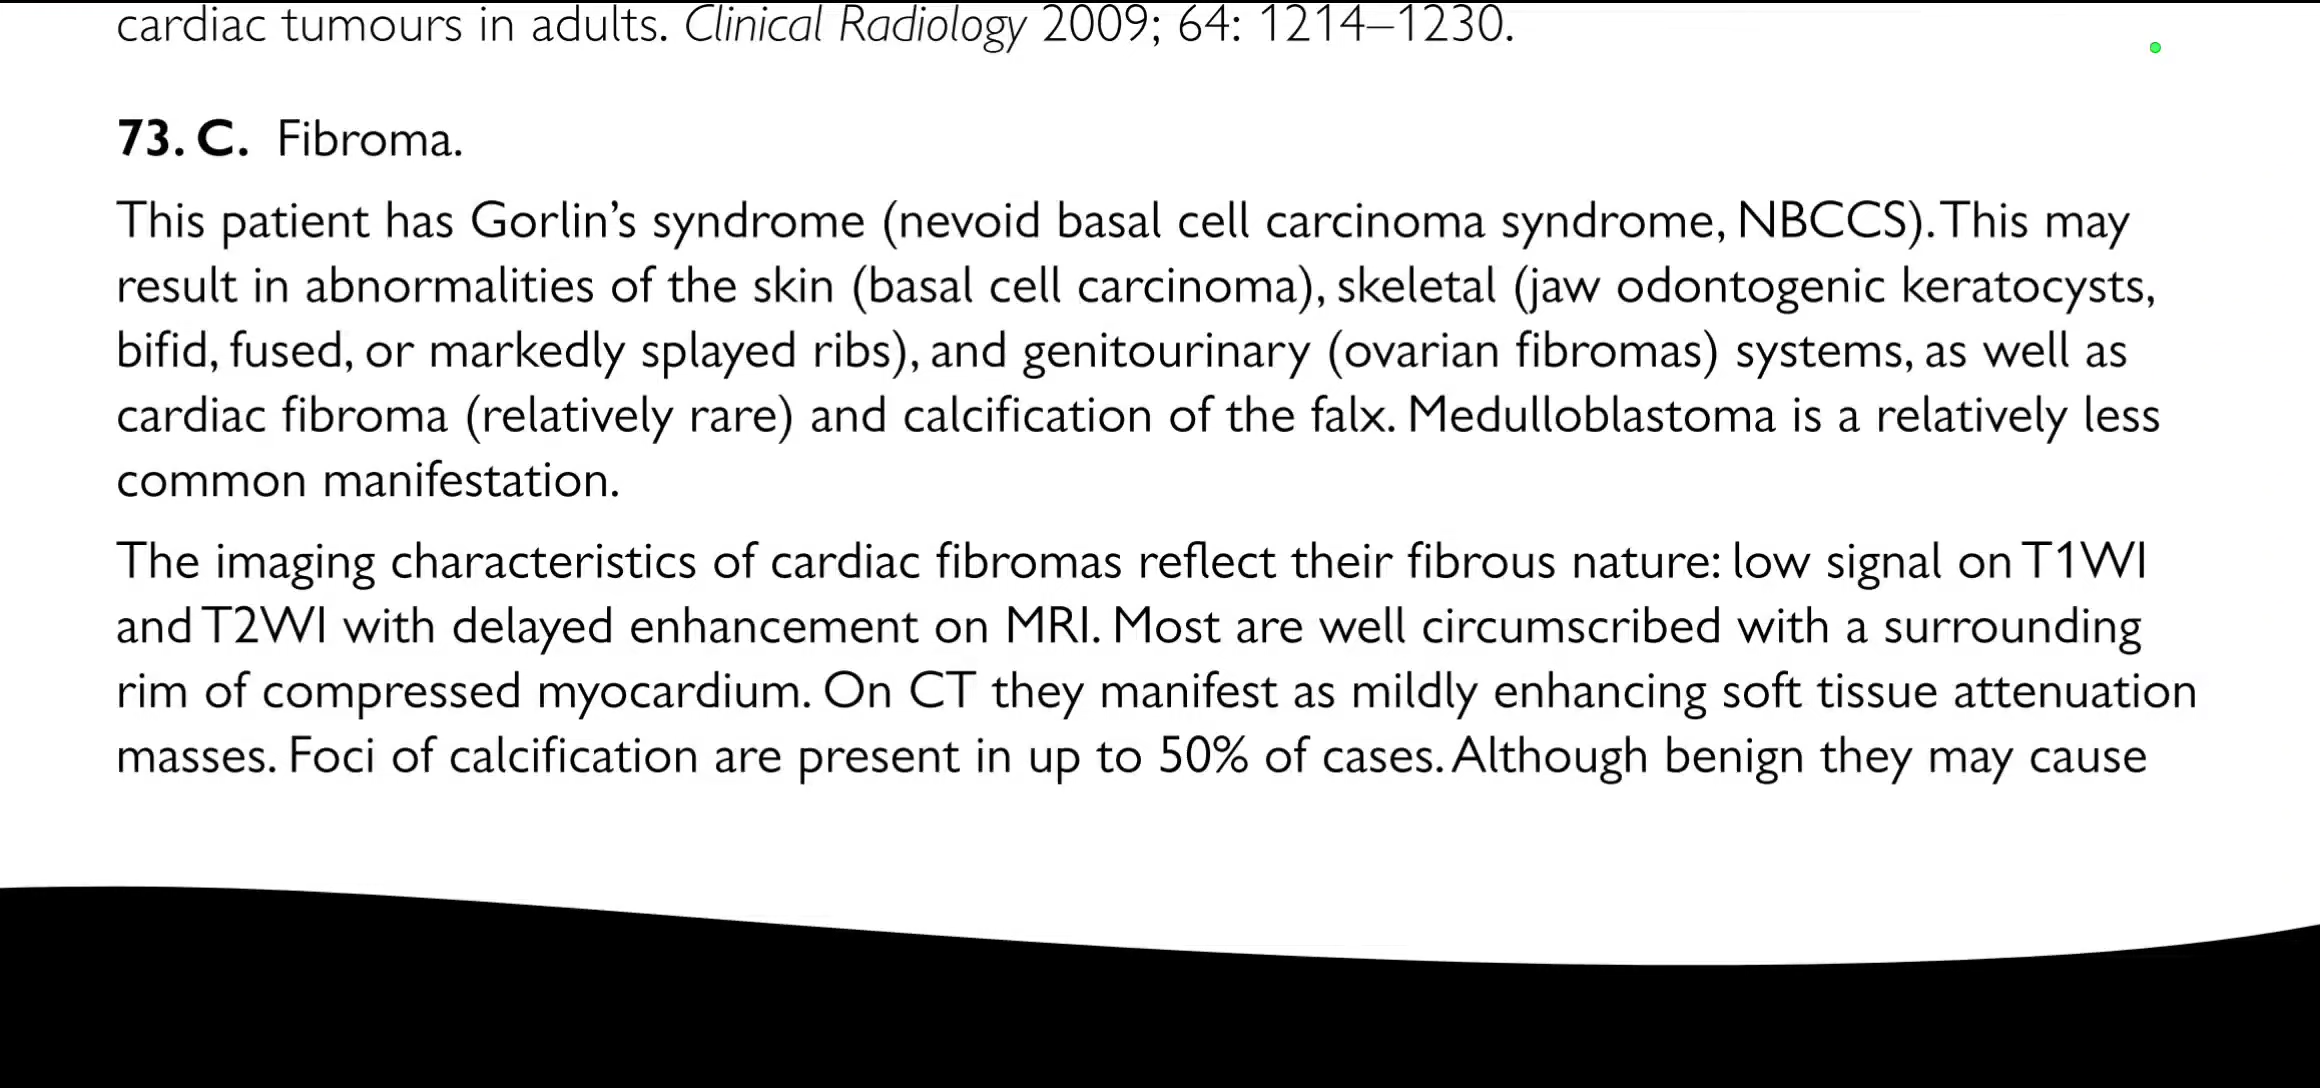 cardiac tumours in adults. Clinical Radiology 2009; 64: 1214–1230.
73. C. Fibroma.
This patient has Gorlin’s syndrome (nevoid basal cell carcinoma syndrome, NBCCS). This may
result in abnormalities of the skin (basal cell carcinoma), skeletal (jaw odontogenic keratocysts,
bifid, fused, or markedly splayed ribs), and genitourinary (ovarian fibromas) systems, as well as
cardiac fibroma (relatively rare) and calcification of the falx. Medulloblastoma is a relatively less
common manifestation.
The imaging characteristics of cardiac fibromas reflect their fibrous nature: low signal on T1WI
and T2WI with delayed enhancement on MRI. Most are well circumscribed with a surrounding
rim of compressed myocardium. On CT they manifest as mildly enhancing soft tissue attenuation
masses. Foci of calcification are present in up to 50% of cases. Although benign they may cause